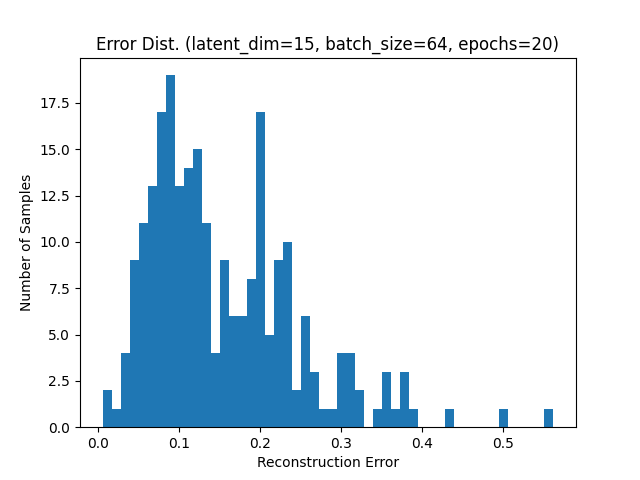 Error Dist. (latent_dim=15, batch_size=64, epochs=20)
Number of Samples
17.5
15.0
12.5
10.0
7.5
5.0
2.5
0.0
0.0 0.1 0.2 0.3 0.4 0.5
Reconstruction Error